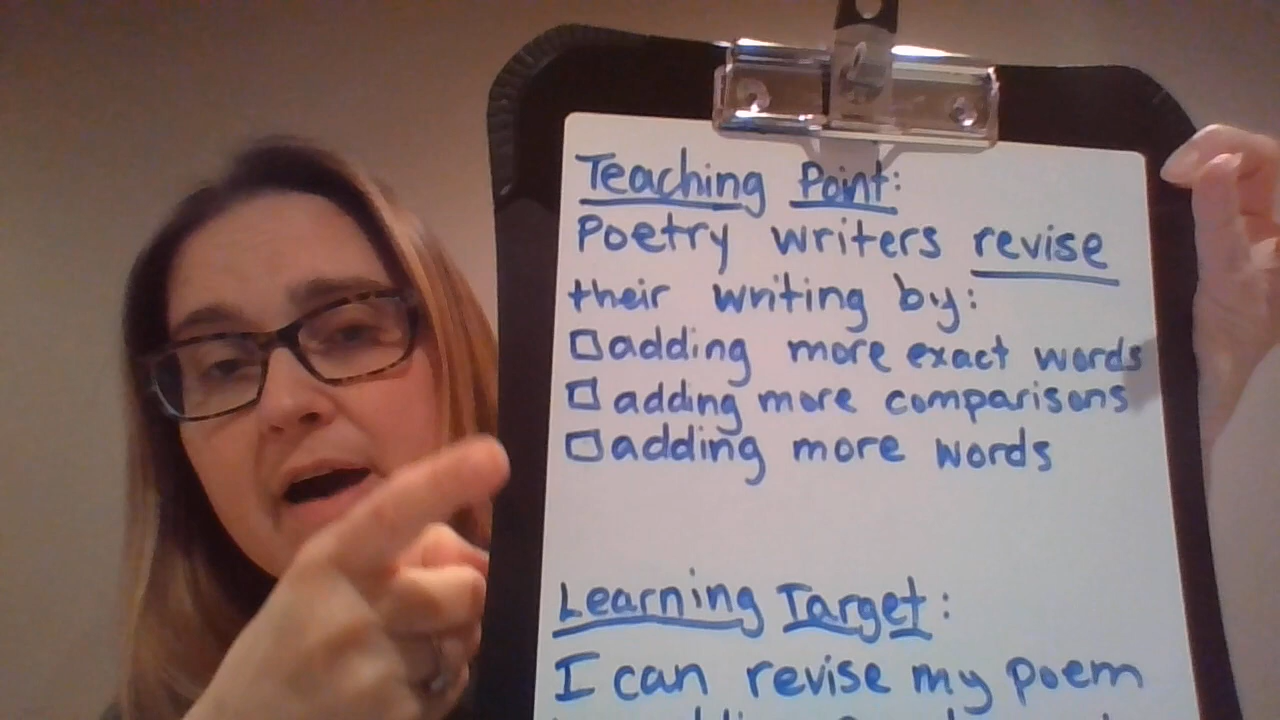 Teaching Point:
Poetry writers revise
their writing by:
☐ adding more exact words
☐ adding more comparisons
☐ adding more words
Learning Target:
I can revise my poem